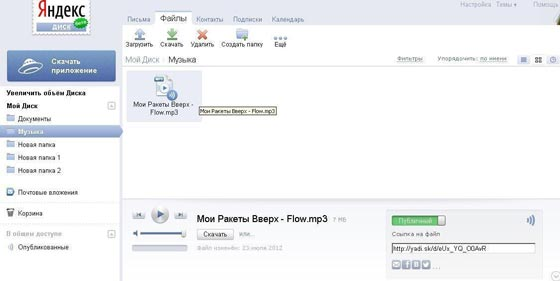 Настройка Темы Помощь
Яндекс
ДИСК бета
Письма Файлы Контакты Подписки Календарь
Загрузить Скачать Удалить Создать папку Ещё
Скачать приложение
Мой Диск Музыка
Фильтры Упорядочить: по имени
Увеличить объём Диска
Мой Диск
Документы
Музыка
Новая папка
Новая папка 1
Новая папка 2
Почтовые вложения
Корзина
В общем доступе
Опубликованные
Мои Ракеты Вверх -
Flow.mp3
Мои Ракеты Вверх - Flow.mp3
Мои Ракеты Вверх - Flow.mp3 7 МБ
Скачать или...
Файл изменён: 23 июля 2012
Публичный
Ссылка на файл
http://yadi.sk/d/eUx_YQ_O0AvR